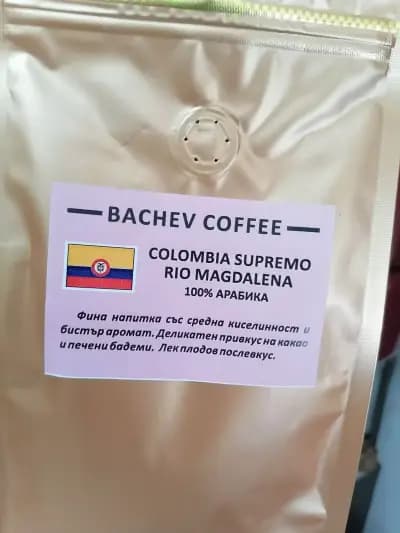 BACHEV COFFEE
COLOMBIA SUPREMO
RIO MAGDALENA
100% АРАБИКА
Фина напитка със средна киселинност и
бистър аромат. Деликатен привкус на какао
и печени бадеми. Лек плодов послевкус.